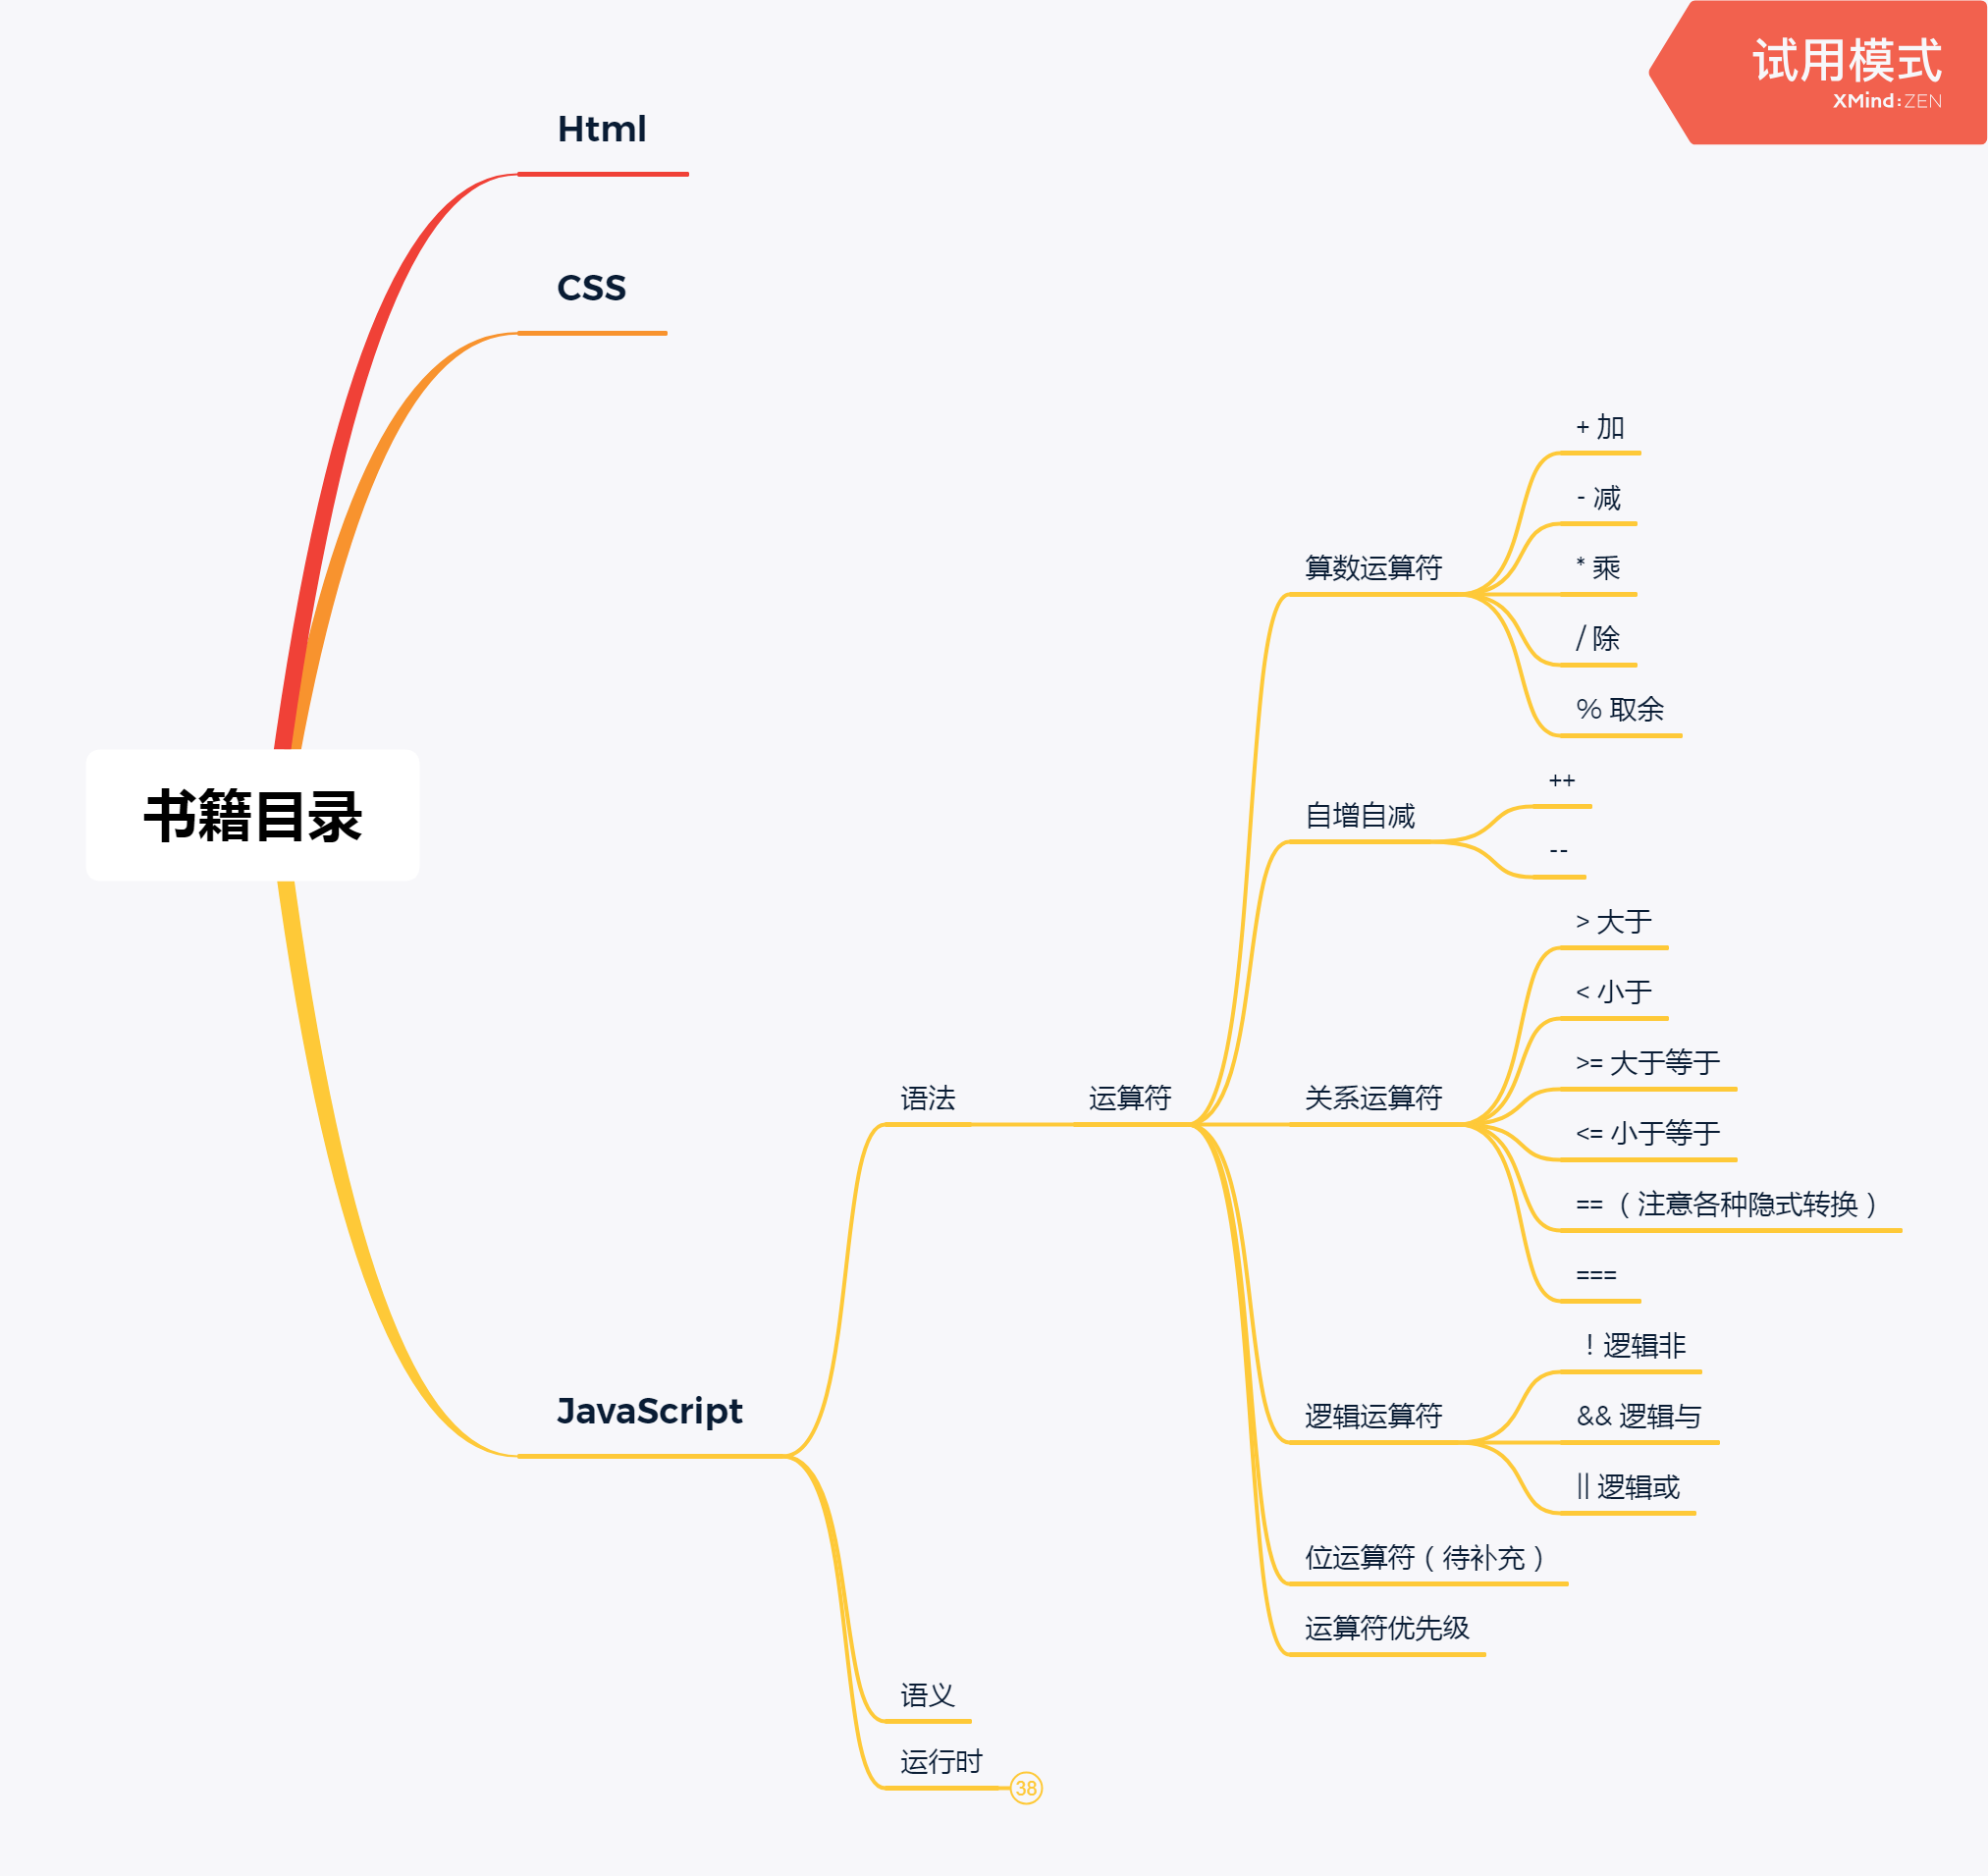 试用模式
XMind:ZEN
Html
CSS
书籍目录
JavaScript
语法
运算符
算数运算符
+ 加
- 减
* 乘
/ 除
% 取余
自增自减
++
--
关系运算符
> 大于
< 小于
>= 大于等于
<= 小于等于
==（注意各种隐式转换）
===
逻辑运算符
！逻辑非
&& 逻辑与
|| 逻辑或
位运算符（待补充）
运算符优先级
语义
运行时
38